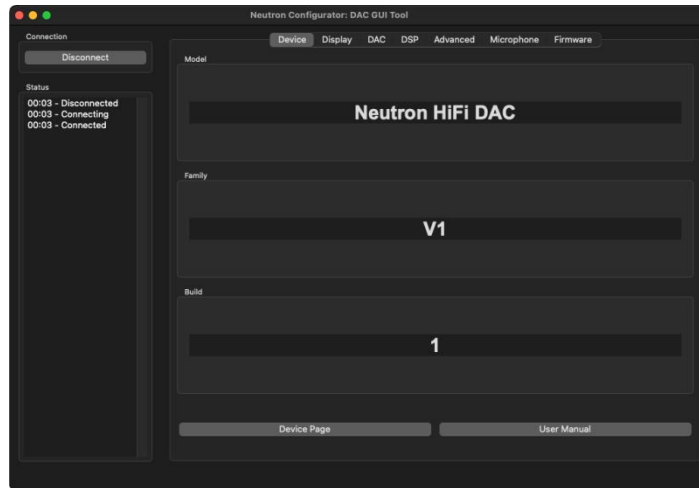 Neutron Configurator: DAC GUI Tool
Connection
Disconnect
Status
00:03 - Disconnected
00:03 - Connecting
00:03 - Connected
Device Display DAC DSP Advanced Microphone Firmware
Model
Neutron HiFi DAC
Family
V1
Build
1
Device Page
User Manual